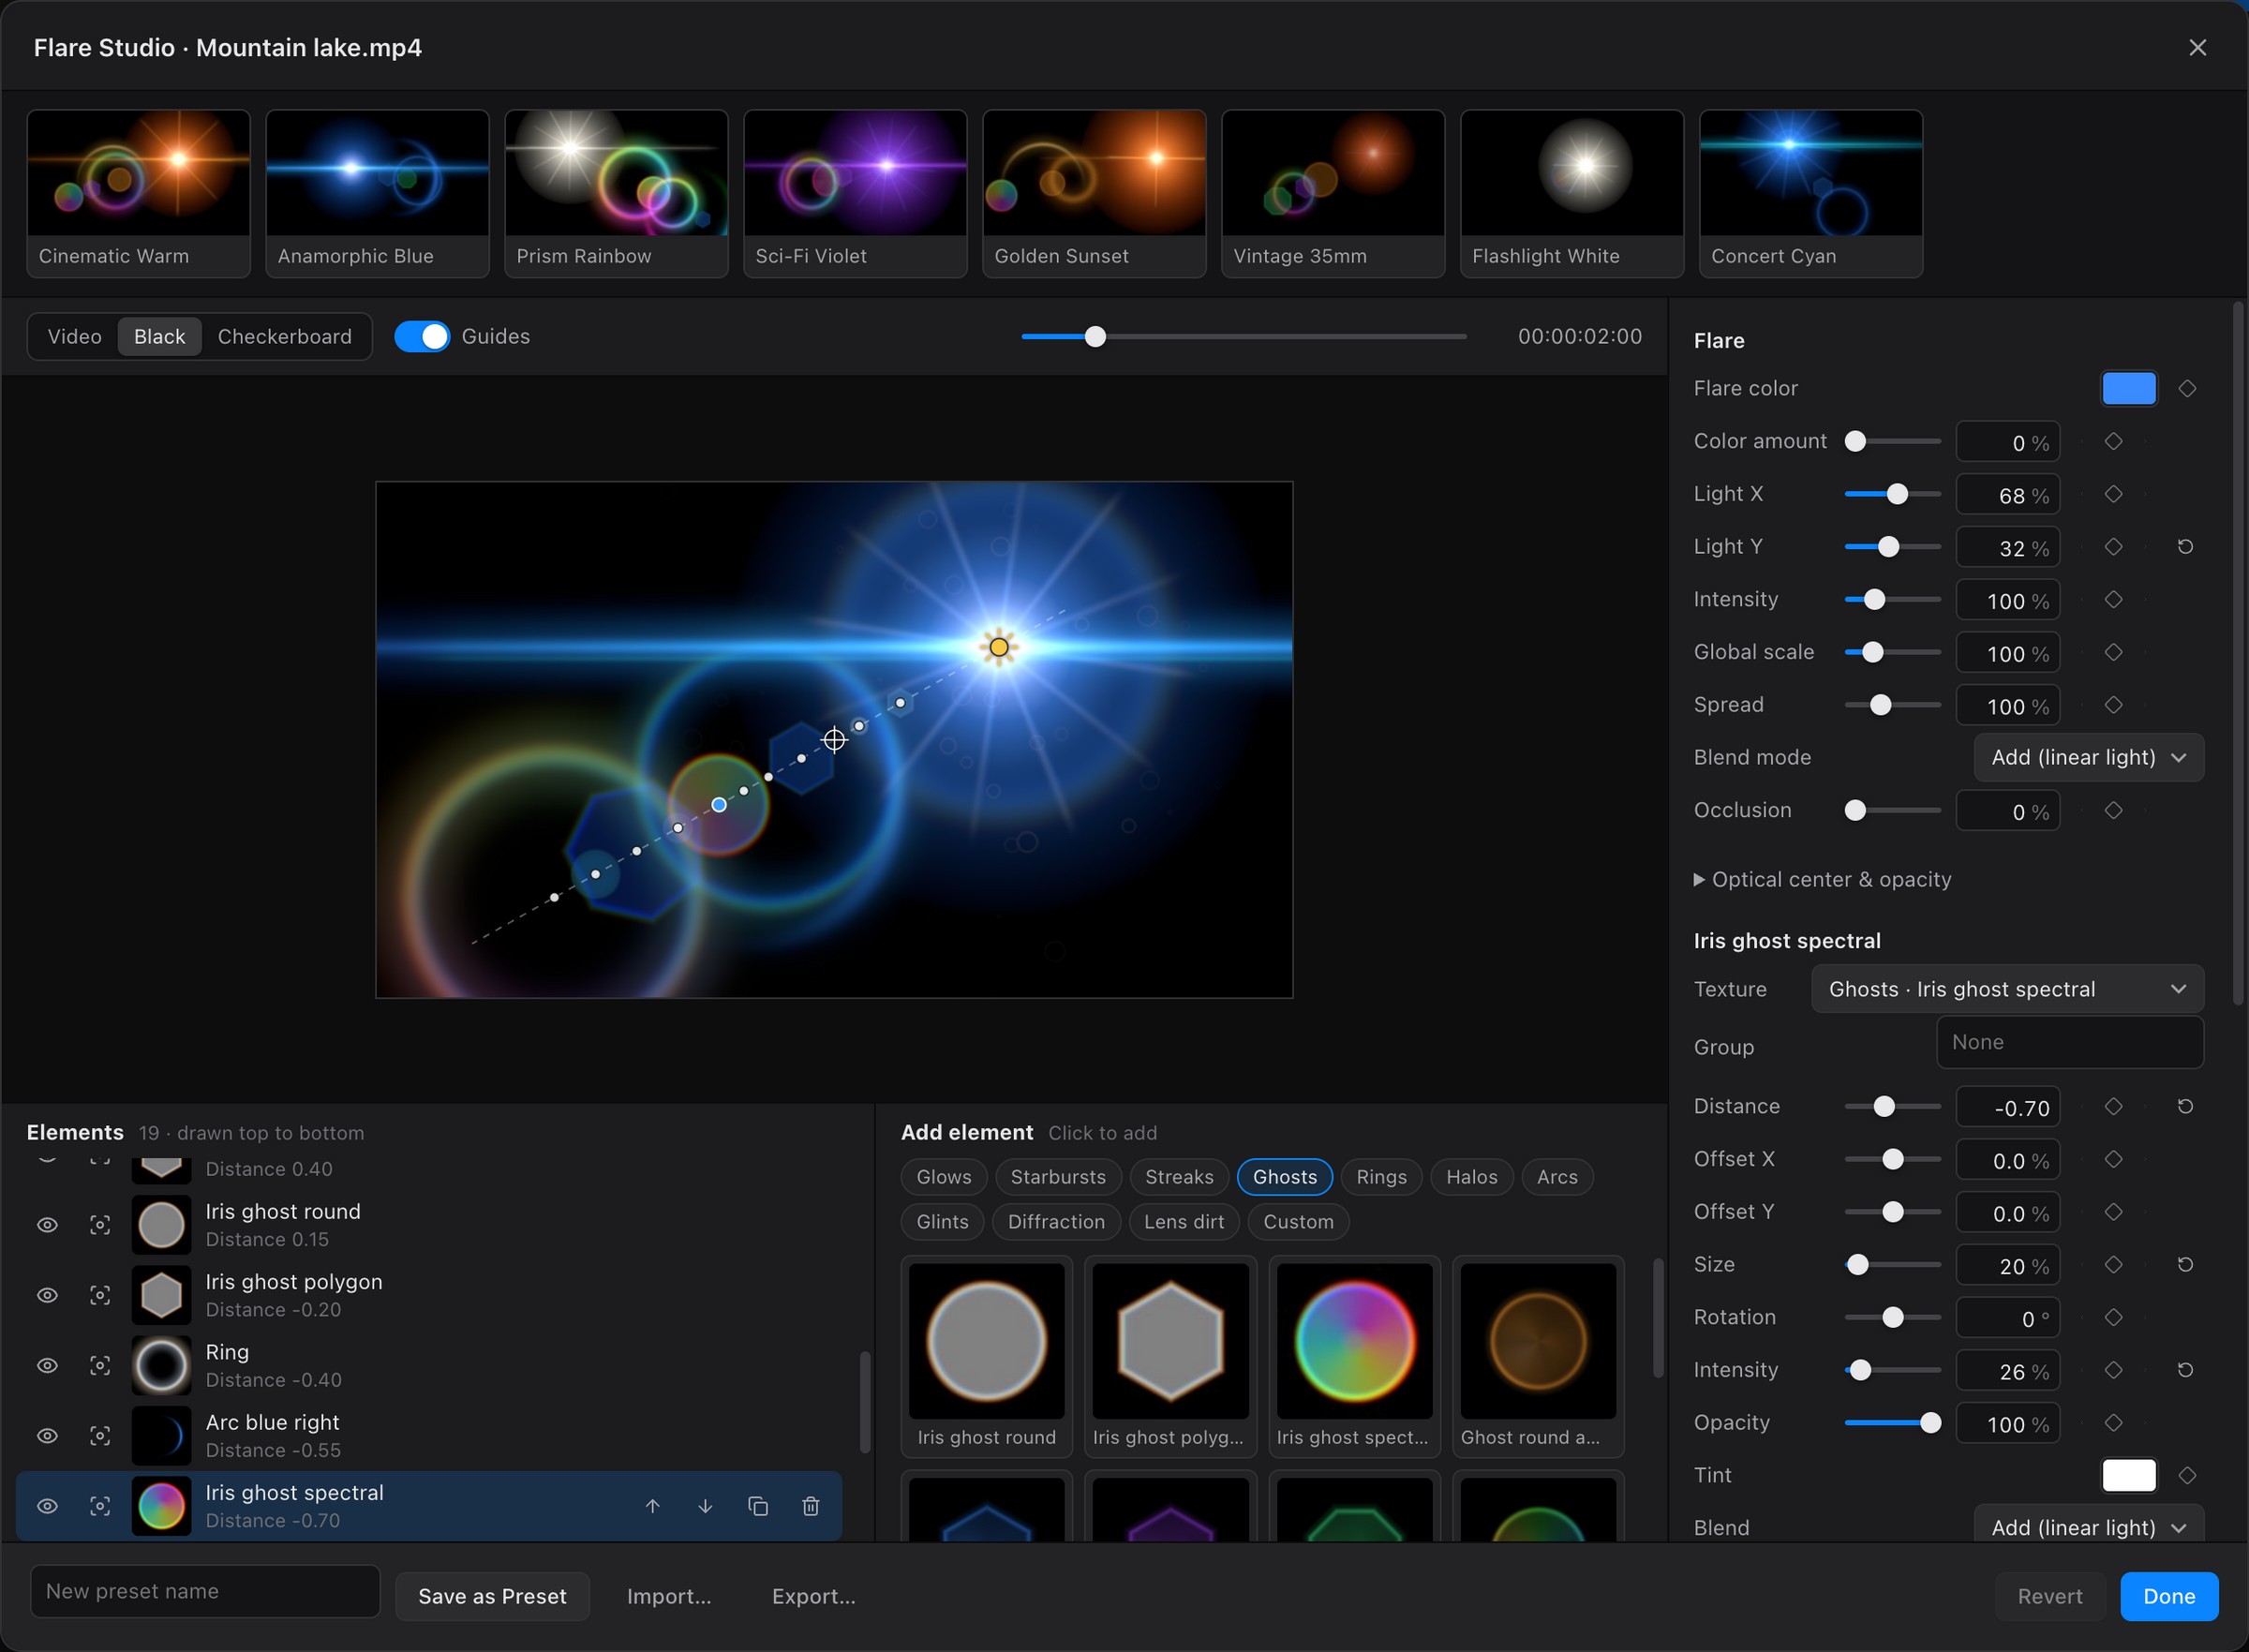 Flare Studio · Mountain lake.mp4
Cinematic Warm
Anamorphic Blue
Prism Rainbow
Sci-Fi Violet
Golden Sunset
Vintage 35mm
Flashlight White
Concert Cyan
Video
Black
Checkerboard
Guides
00:00:02:00
Flare
Flare color
Color amount 0 %
Light X 68 %
Light Y 32 %
Intensity 100 %
Global scale 100 %
Spread 100 %
Blend mode Add (linear light)
Occlusion 0 %
Optical center & opacity
Iris ghost spectral
Texture Ghosts · Iris ghost spectral
Group None
Distance -0.70
Offset X 0.0 %
Offset Y 0.0 %
Size 20 %
Rotation 0 °
Intensity 26 %
Opacity 100 %
Tint
Blend Add (linear light)
Elements 19 · drawn top to bottom
Distance 0.40
Iris ghost round
Distance 0.15
Iris ghost polygon
Distance -0.20
Ring
Distance -0.40
Arc blue right
Distance -0.55
Iris ghost spectral
Distance -0.70
Add element Click to add
Glows
Starbursts
Streaks
Ghosts
Rings
Halos
Arcs
Glints
Diffraction
Lens dirt
Custom
Iris ghost round
Iris ghost polyg...
Iris ghost spect...
Ghost round a...
New preset name
Save as Preset
Import...
Export...
Revert
Done